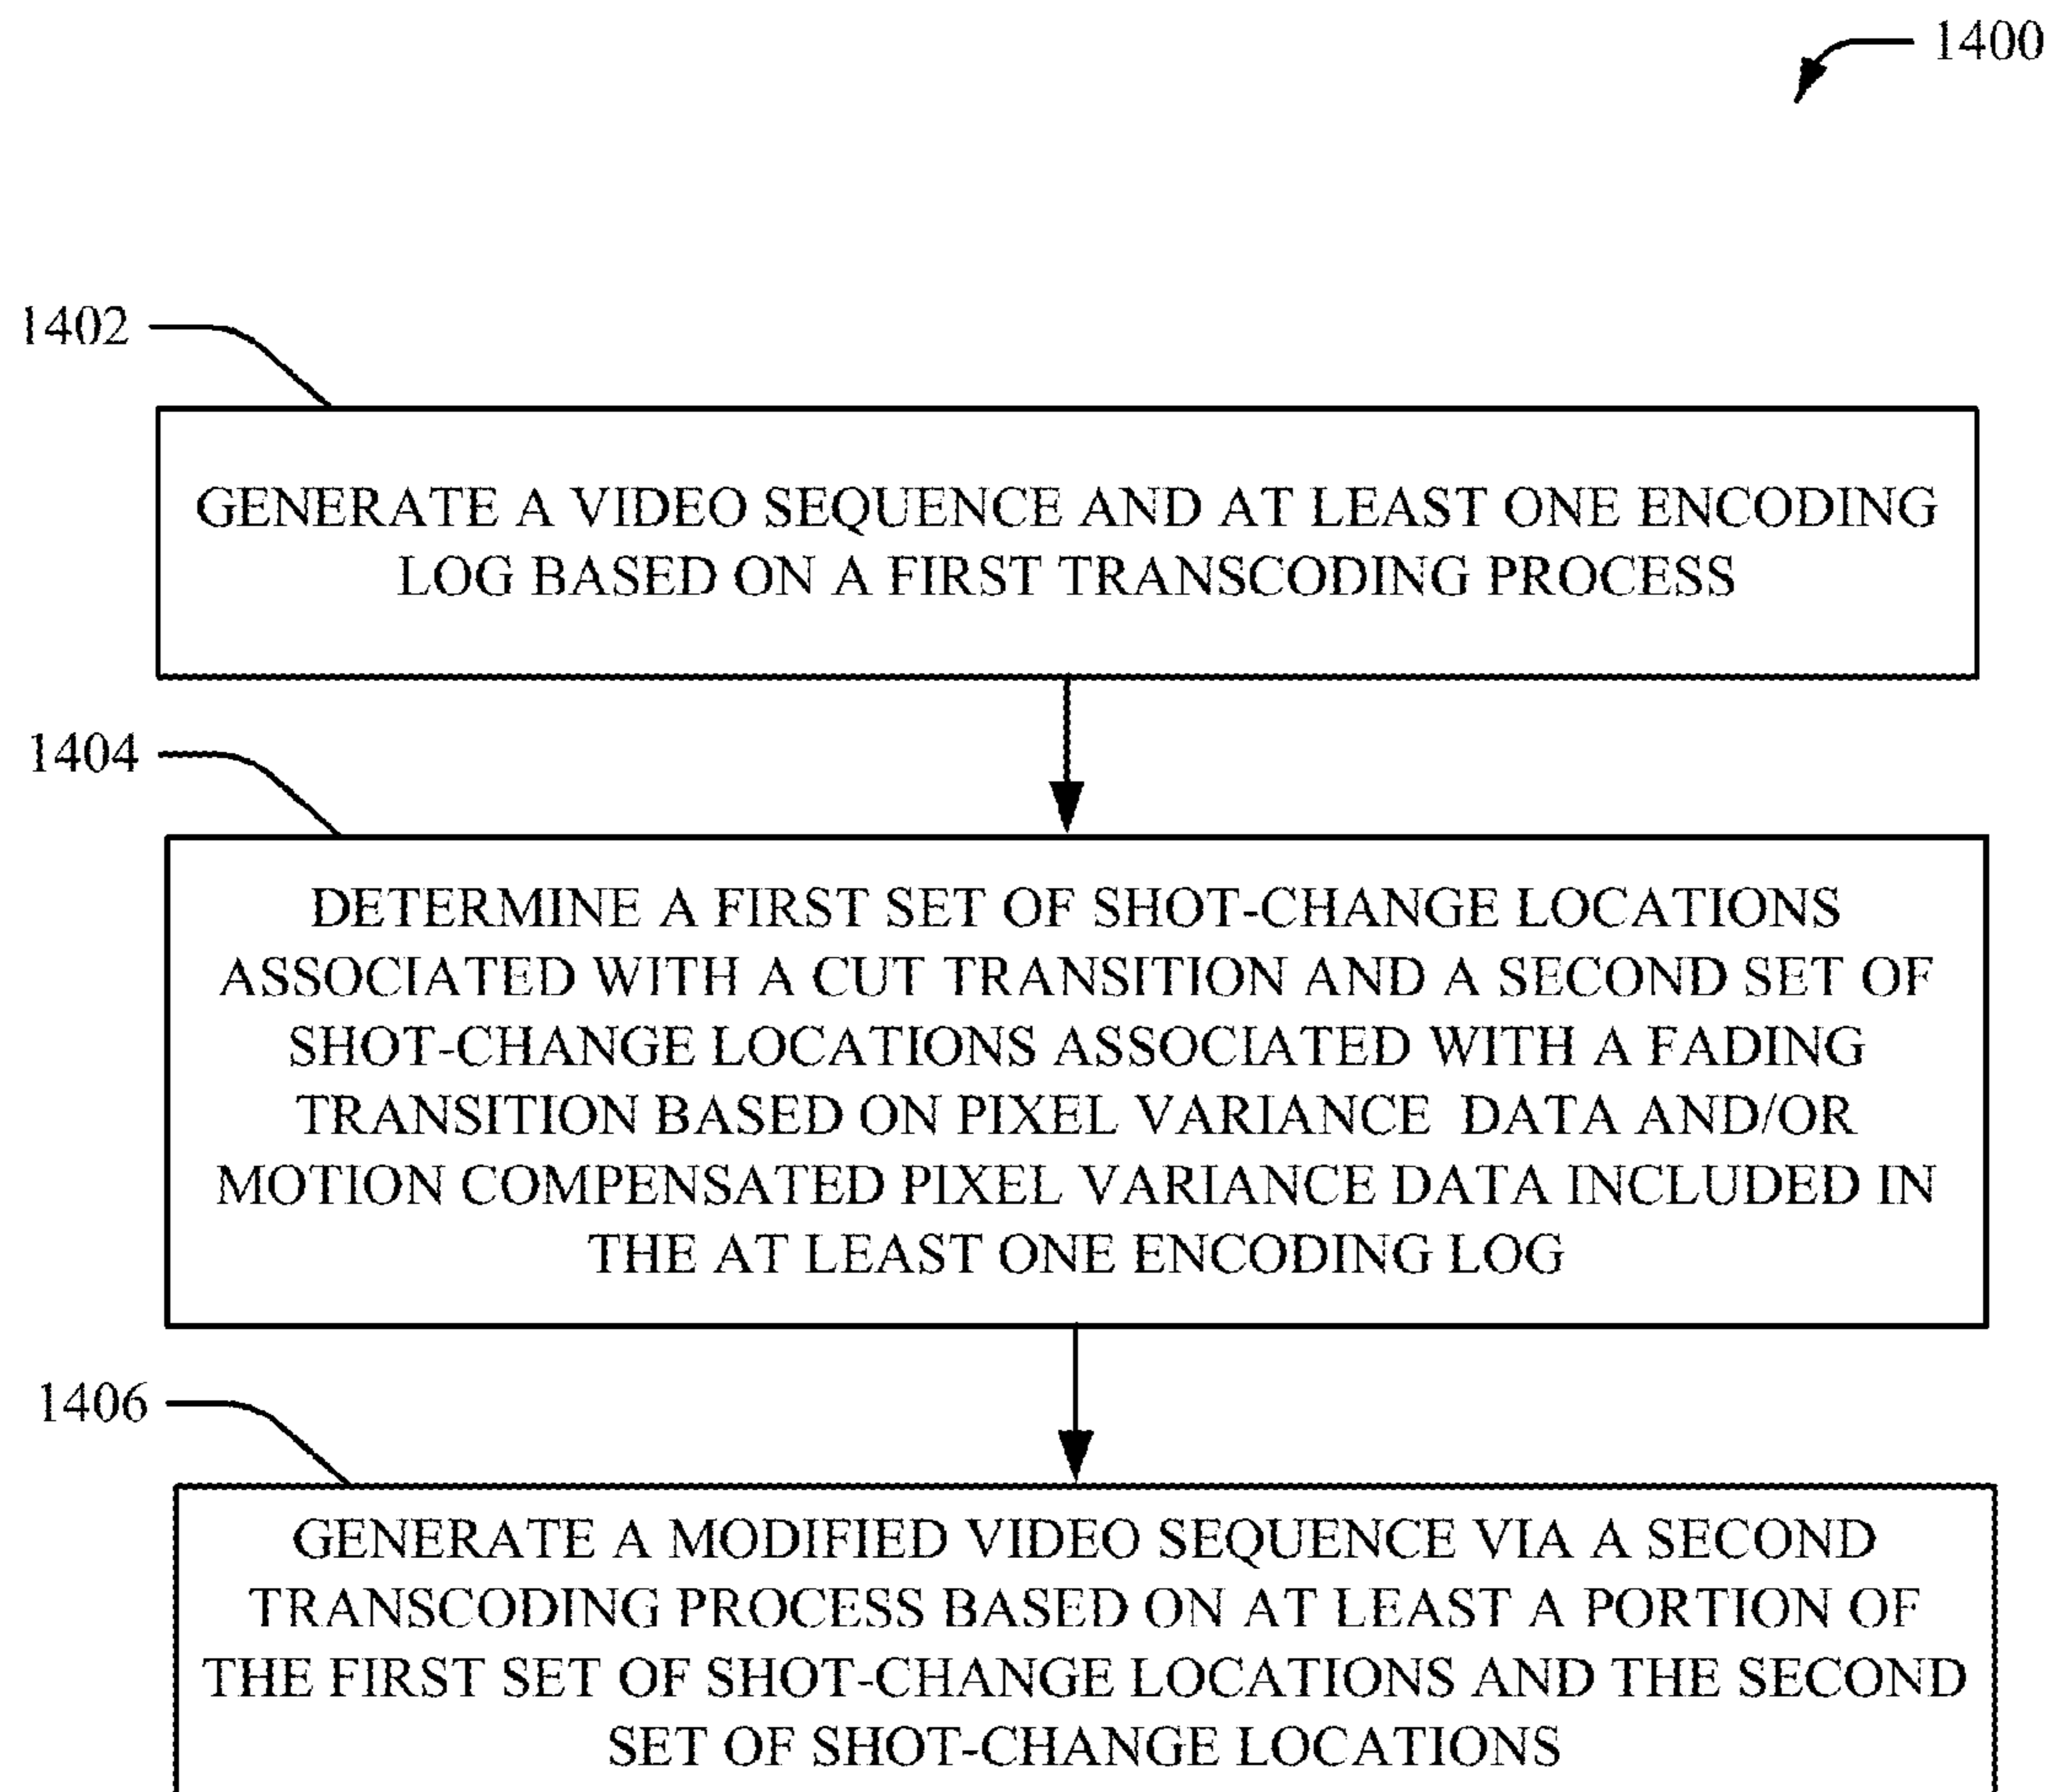 1400
1402
GENERATE A VIDEO SEQUENCE AND AT LEAST ONE ENCODING
LOG BASED ON A FIRST TRANSCODING PROCESS
1404
DETERMINE A FIRST SET OF SHOT-CHANGE LOCATIONS
ASSOCIATED WITH A CUT TRANSITION AND A SECOND SET OF
SHOT-CHANGE LOCATIONS ASSOCIATED WITH A FADING
TRANSITION BASED ON PIXEL VARIANCE DATA AND/OR
MOTION COMPENSATED PIXEL VARIANCE DATA INCLUDED IN
THE AT LEAST ONE ENCODING LOG
1406
GENERATE A MODIFIED VIDEO SEQUENCE VIA A SECOND
TRANSCODING PROCESS BASED ON AT LEAST A PORTION OF
THE FIRST SET OF SHOT-CHANGE LOCATIONS AND THE SECOND
SET OF SHOT-CHANGE LOCATIONS